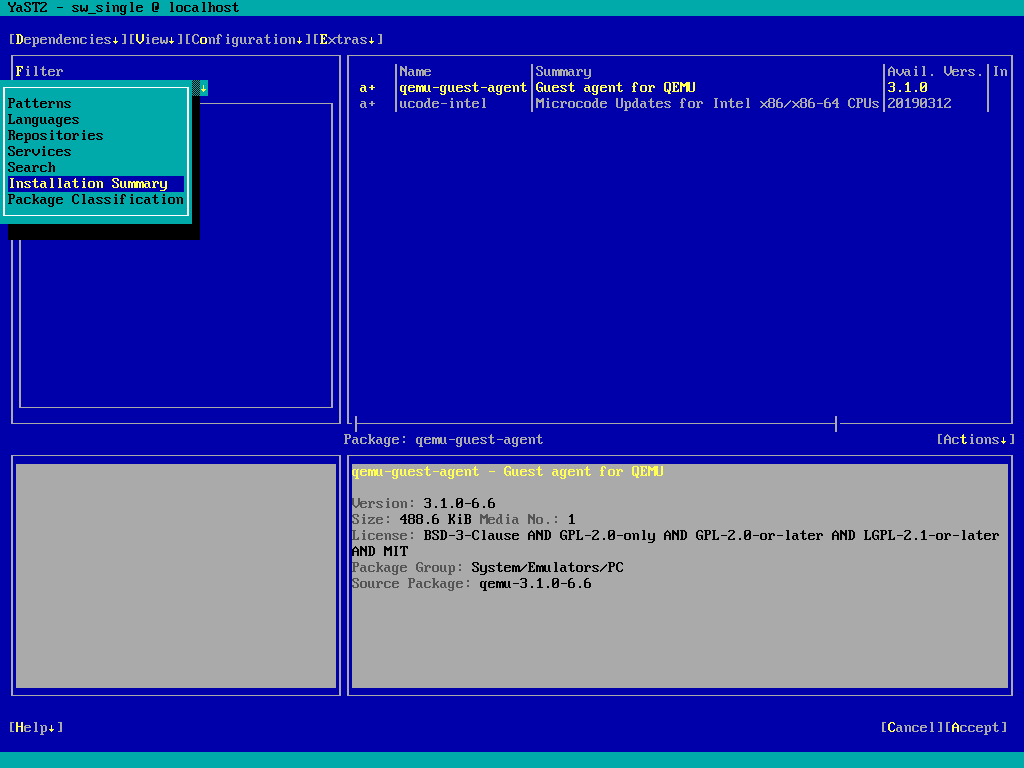 YaST2 - sw_single @ localhost
[Dependencies↓][View↓][Configuration↓][Extras↓]
Filter
↓
Patterns
Languages
Repositories
Services
Search
Installation Summary
Package Classification
Name Summary Avail. Vers. In
a+ qemu-guest-agent Guest agent for QEMU 3.1.0
a+ ucode-intel Microcode Updates for Intel x86/x86-64 CPUs 20190312
Package: qemu-guest-agent [Actions↓]
qemu-guest-agent - Guest agent for QEMU
Version: 3.1.0-6.6
Size: 488.6 KiB Media No.: 1
License: BSD-3-Clause AND GPL-2.0-only AND GPL-2.0-or-later AND LGPL-2.1-or-later
AND MIT
Package Group: System/Emulators/PC
Source Package: qemu-3.1.0-6.6
[Help↓] [Cancel][Accept]